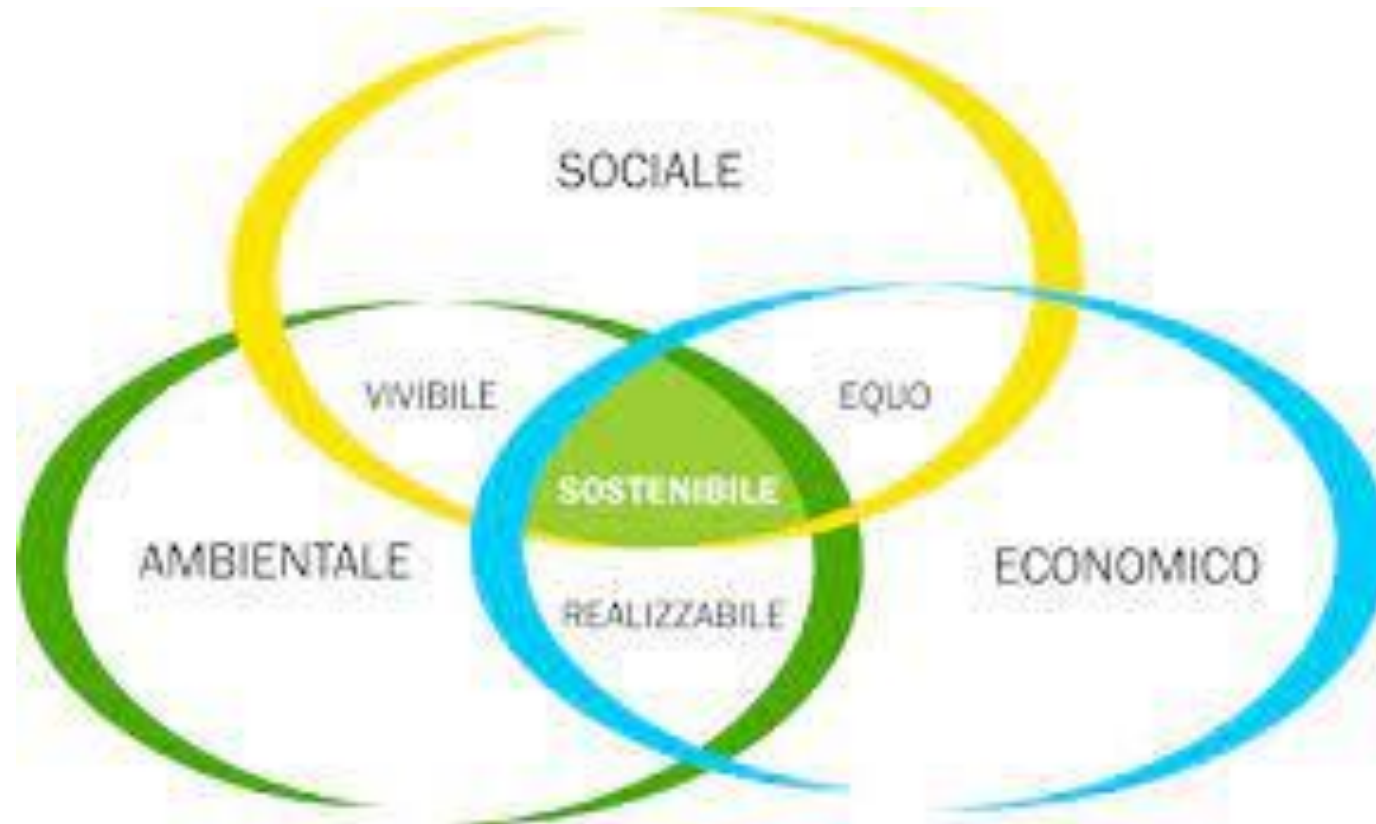 SOCIALE
VIVIBILE
EQUO
SOSTENIBILE
AMBIENTALE
ECONOMICO
REALIZZABILE